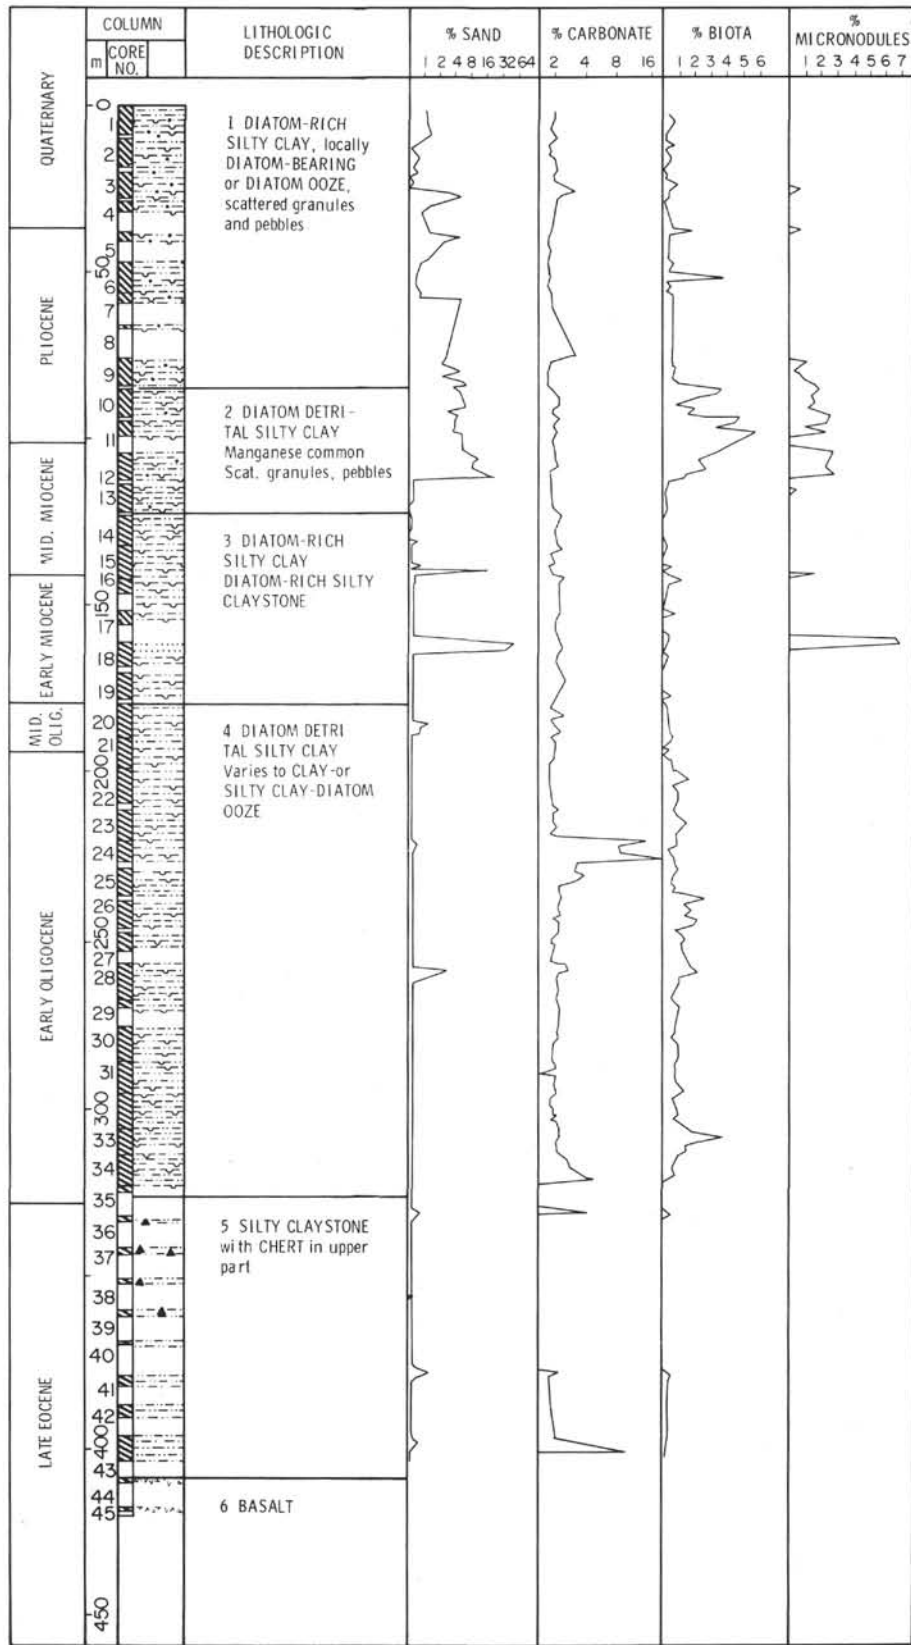 COLUMN
m
CORE
NO.
LITHOLOGIC
DESCRIPTION
% SAND
1 2 4 8 16 32 64
% CARBONATE
2 4 8 16
% BIOTA
1 2 3 4 5 6
%
MICRONODULES
1 2 3 4 5 6 7
QUATERNARY
PLIOCENE
MID. MIOCENE
EARLY MIOCENE
MID.
OLIG.
EARLY OLIGOCENE
LATE EOCENE
0
1
2
3
4
5
50
6
7
8
9
10
11
12
13
14
15
16
150
17
18
19
20
21
200
22
23
24
25
26
250
27
28
29
30
31
300
33
34
35
36
37
38
39
40
41
42
400
43
44
45
450
1 DIATOM-RICH
SILTY CLAY, locally
DIATOM-BEARING
or DIATOM OOZE,
scattered granules
and pebbles
2 DIATOM DETRI-
TAL SILTY CLAY
Manganese common
Scat. granules, pebbles
3 DIATOM-RICH
SILTY CLAY
DIATOM-RICH SILTY
CLAYSTONE
4 DIATOM DETRI
TAL SILTY CLAY
Varies to CLAY-or
SILTY CLAY-DIATOM
OOZE
5 SILTY CLAYSTONE
with CHERT in upper
part
6 BASALT